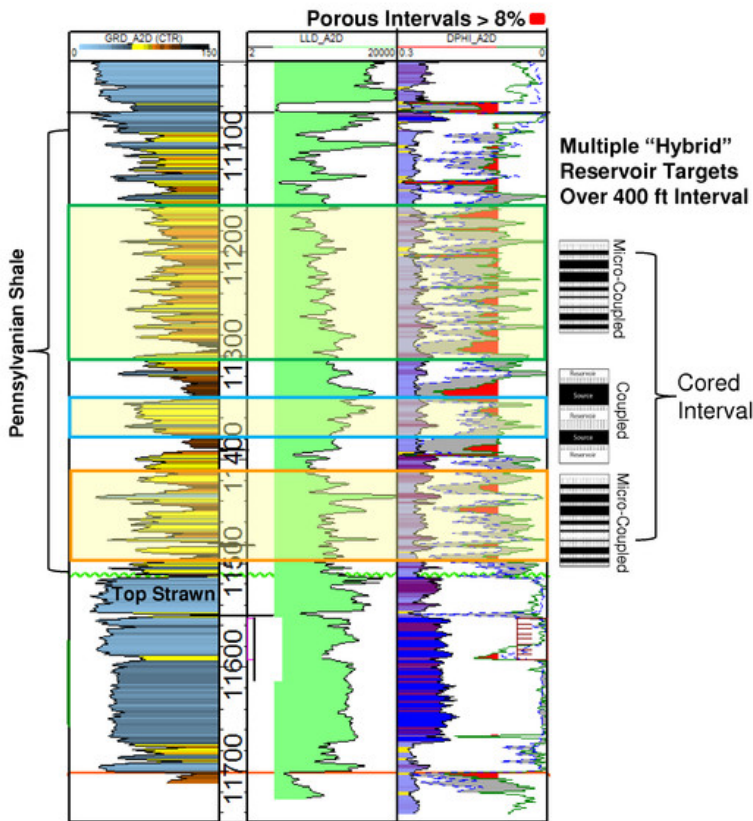 Porous Intervals > 8%
GRD_A2D (CTR)
0 150
LLD_A2D
2 20000
DPHI_A2D
0.3 0
Pennsylvanian Shale
11100
11200
11300
11400
11500
11600
11700
Top Strawn
Multiple “Hybrid”
Reservoir Targets
Over 400 ft Interval
Micro-Coupled
Reservoir
Source
Reservoir
Source
Reservoir
Coupled
Micro-Coupled
Cored
Interval